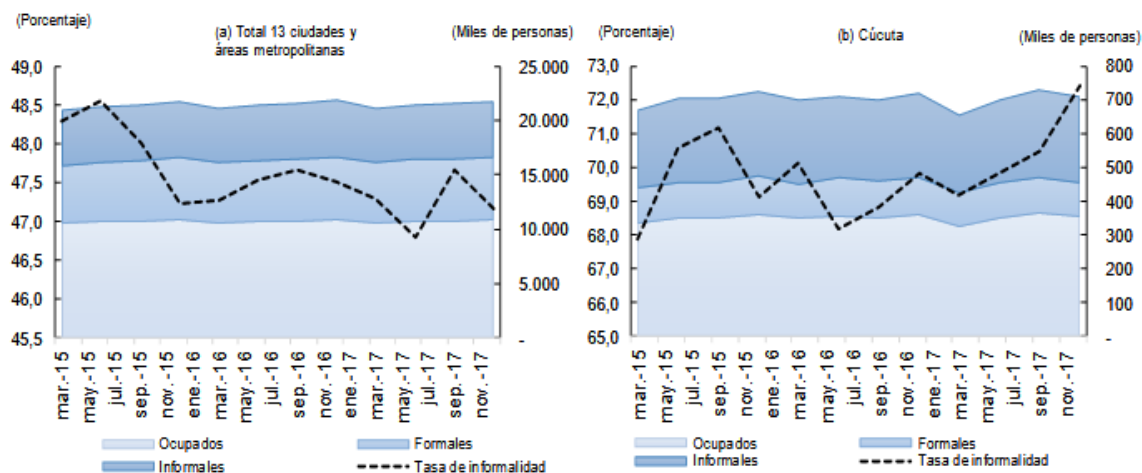 (Porcentaje)
(a) Total 13 ciudades y
áreas metropolitanas
(Miles de personas)
49,0
48,5
48,0
47,5
47,0
46,5
46,0
45,5
25.000
20.000
15.000
10.000
5.000
-
mar.-15
may.-15
jul.-15
sep.-15
nov.-15
ene.-16
mar.-16
may.-16
jul.-16
sep.-16
nov.-16
ene.-17
mar.-17
may.-17
jul.-17
sep.-17
nov.-17
Ocupados
Formales
Informales
Tasa de informalidad
(Porcentaje)
(b) Cúcuta
(Miles de personas)
73,0
72,0
71,0
70,0
69,0
68,0
67,0
66,0
65,0
800
700
600
500
400
300
200
100
-
mar.-15
may.-15
jul.-15
sep.-15
nov.-15
ene.-16
mar.-16
may.-16
jul.-16
sep.-16
nov.-16
ene.-17
mar.-17
may.-17
jul.-17
sep.-17
nov.-17
Ocupados
Formales
Informales
Tasa de informalidad